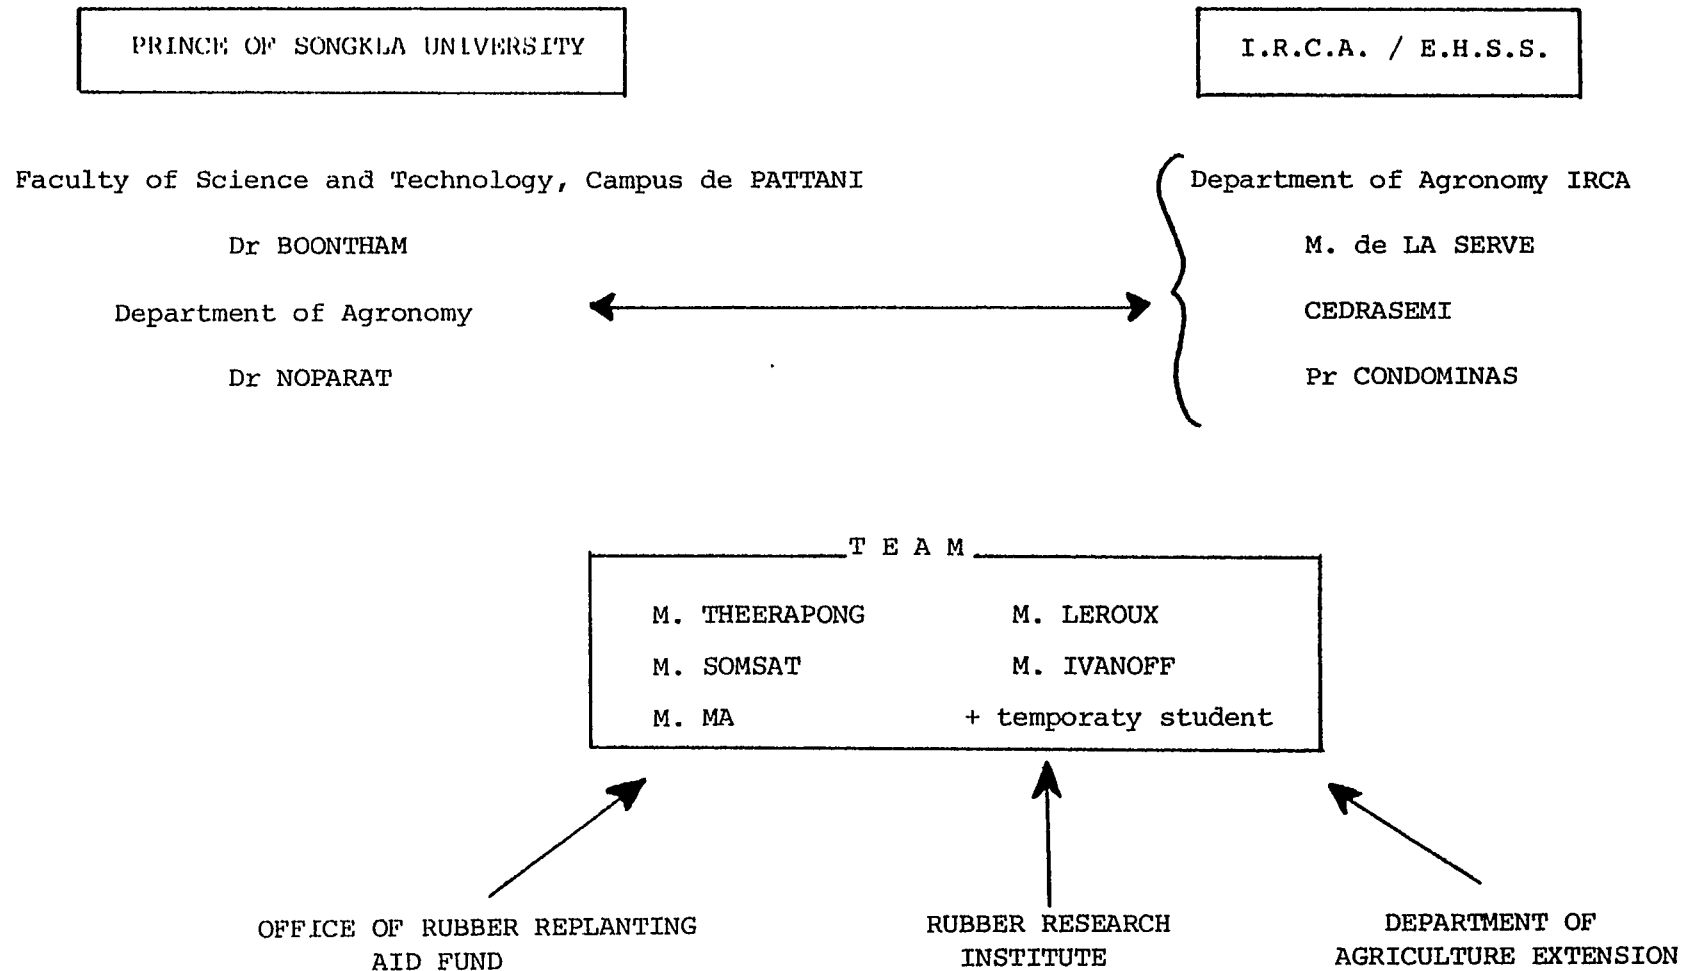 PRINCE OF SONGKLA UNIVERSITY
I.R.C.A. / E.H.S.S.
Faculty of Science and Technology, Campus de PATTANI
Dr BOONTHAM
Department of Agronomy
Dr NOPARAT
Department of Agronomy IRCA
M. de LA SERVE
CEDRASEMI
Pr CONDOMINAS
T E A M
M. THEERAPONG
M. SOMSAT
M. MA
M. LEROUX
M. IVANOFF
+ temporaty student
OFFICE OF RUBBER REPLANTING
AID FUND
RUBBER RESEARCH
INSTITUTE
DEPARTMENT OF
AGRICULTURE EXTENSION